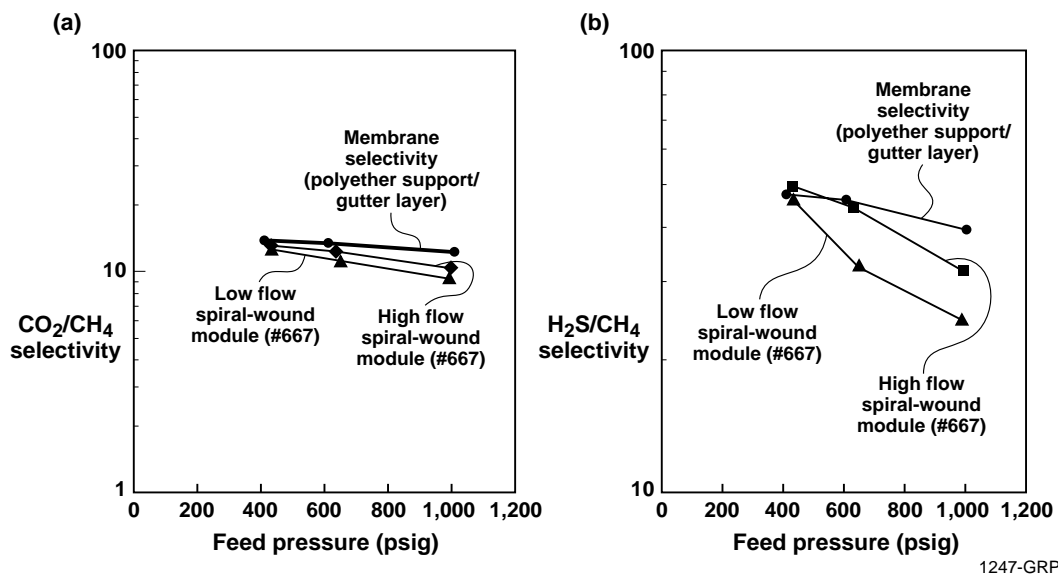 (a)
100
10
1
CO2/CH4
selectivity
Membrane
selectivity
(polyether support/
gutter layer)
Low flow
spiral-wound
module (#667)
High flow
spiral-wound
module (#667)
0 200 400 600 800 1,000 1,200
Feed pressure (psig)
(b)
100
10
H2S/CH4
selectivity
Membrane
selectivity
(polyether support/
gutter layer)
Low flow
spiral-wound
module (#667)
High flow
spiral-wound
module (#667)
0 200 400 600 800 1,000 1,200
Feed pressure (psig)
1247-GRP